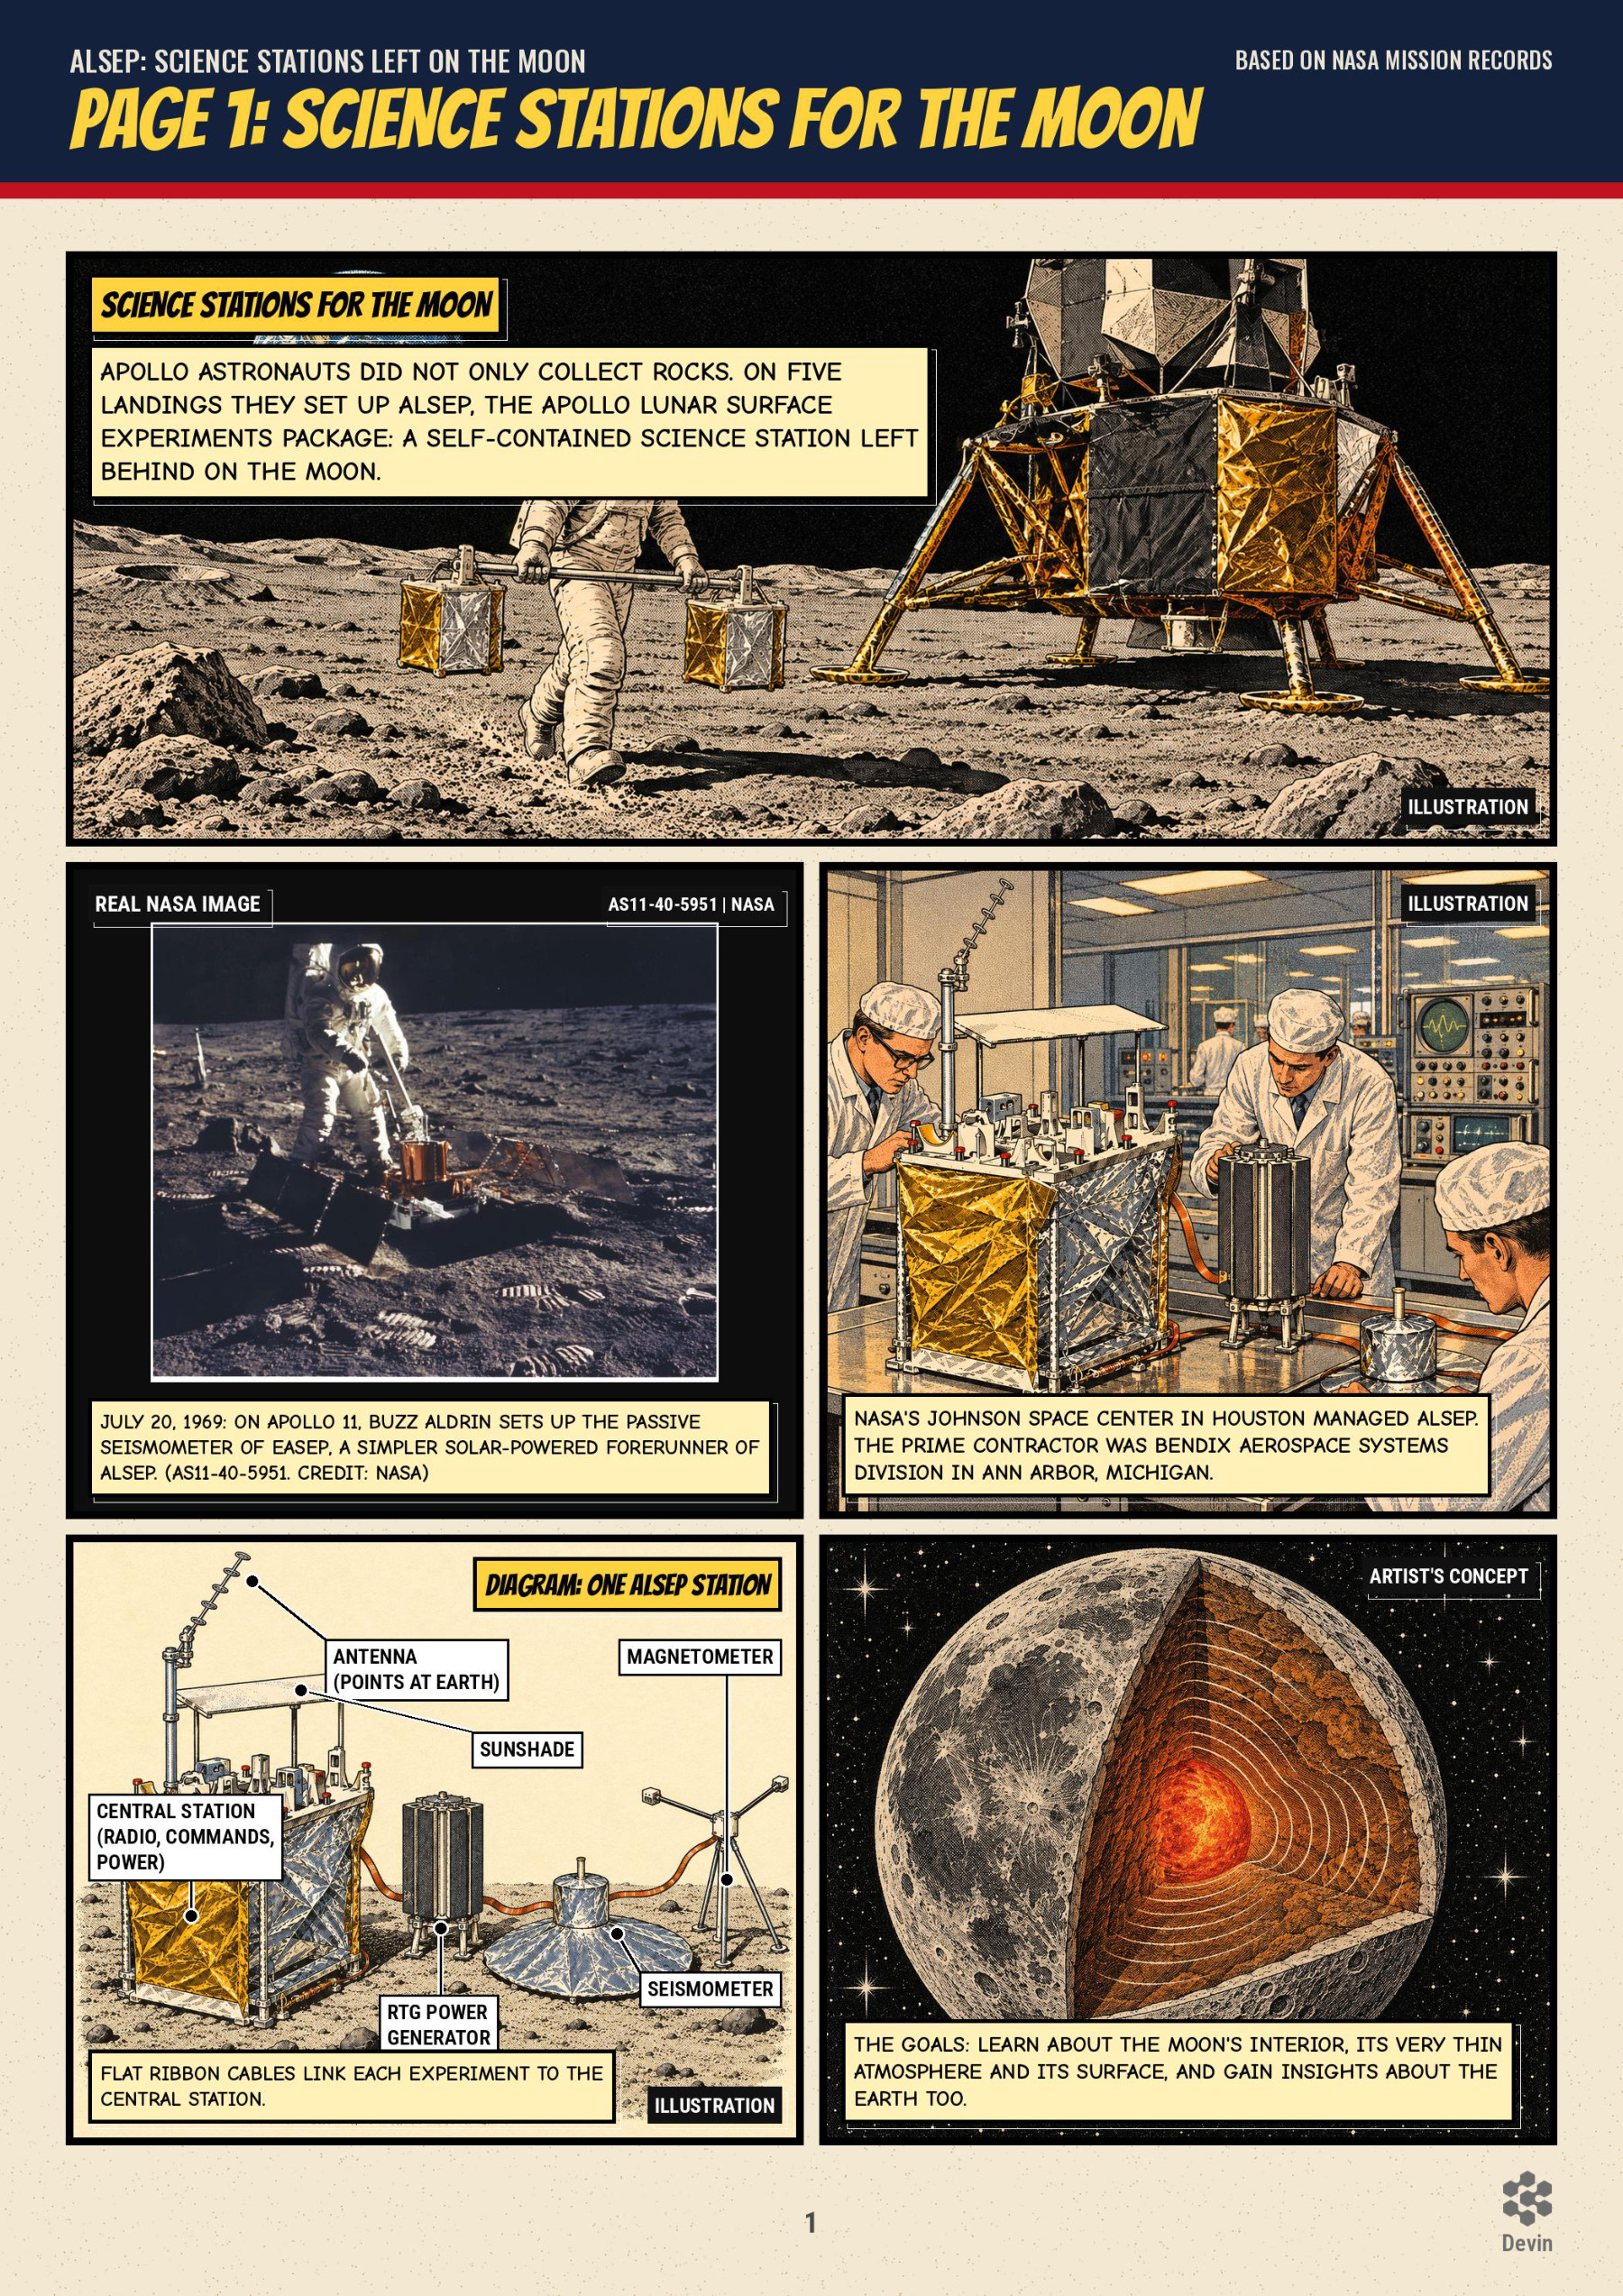 ALSEP: SCIENCE STATIONS LEFT ON THE MOON
BASED ON NASA MISSION RECORDS
PAGE 1: SCIENCE STATIONS FOR THE MOON
SCIENCE STATIONS FOR THE MOON
APOLLO ASTRONAUTS DID NOT ONLY COLLECT ROCKS. ON FIVE
LANDINGS THEY SET UP ALSEP, THE APOLLO LUNAR SURFACE
EXPERIMENTS PACKAGE: A SELF-CONTAINED SCIENCE STATION LEFT
BEHIND ON THE MOON.
ILLUSTRATION
REAL NASA IMAGE
AS11-40-5951 | NASA
JULY 20, 1969: ON APOLLO 11, BUZZ ALDRIN SETS UP THE PASSIVE
SEISMOMETER OF EASEP, A SIMPLER SOLAR-POWERED FORERUNNER OF
ALSEP. (AS11-40-5951. CREDIT: NASA)
ILLUSTRATION
NASA'S JOHNSON SPACE CENTER IN HOUSTON MANAGED ALSEP.
THE PRIME CONTRACTOR WAS BENDIX AEROSPACE SYSTEMS
DIVISION IN ANN ARBOR, MICHIGAN.
DIAGRAM: ONE ALSEP STATION
ANTENNA
(POINTS AT EARTH)
MAGNETOMETER
SUNSHADE
CENTRAL STATION
(RADIO, COMMANDS,
POWER)
SEISMOMETER
RTG POWER
GENERATOR
FLAT RIBBON CABLES LINK EACH EXPERIMENT TO THE
CENTRAL STATION.
ILLUSTRATION
ARTIST'S CONCEPT
THE GOALS: LEARN ABOUT THE MOON'S INTERIOR, ITS VERY THIN
ATMOSPHERE AND ITS SURFACE, AND GAIN INSIGHTS ABOUT THE
EARTH TOO.
1
Devin